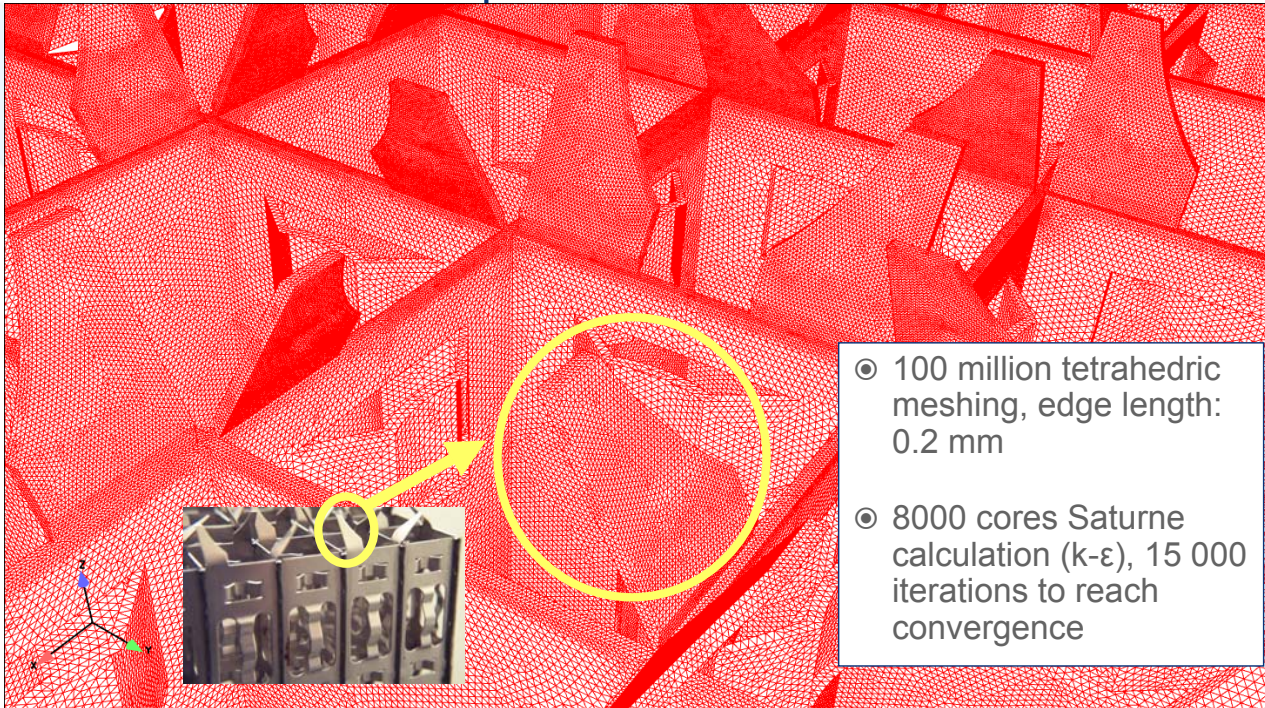 ◉ 100 million tetrahedric
meshing, edge length:
0.2 mm
◉ 8000 cores Saturne
calculation (k-ε), 15 000
iterations to reach
convergence
Z
X
Y